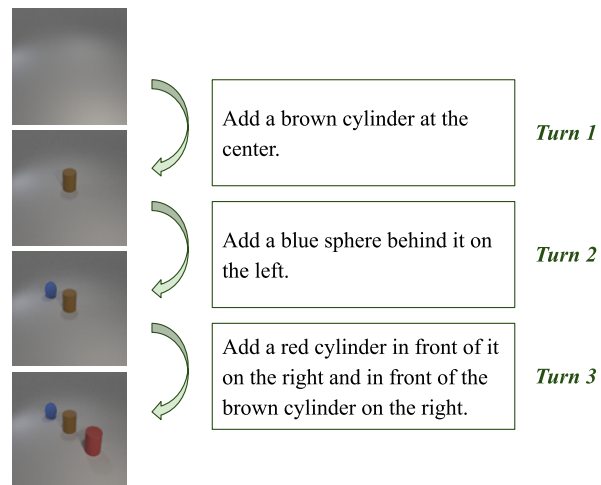 Add a brown cylinder at the
center.
Turn 1
Add a blue sphere behind it on
the left.
Turn 2
Add a red cylinder in front of it
on the right and in front of the
brown cylinder on the right.
Turn 3